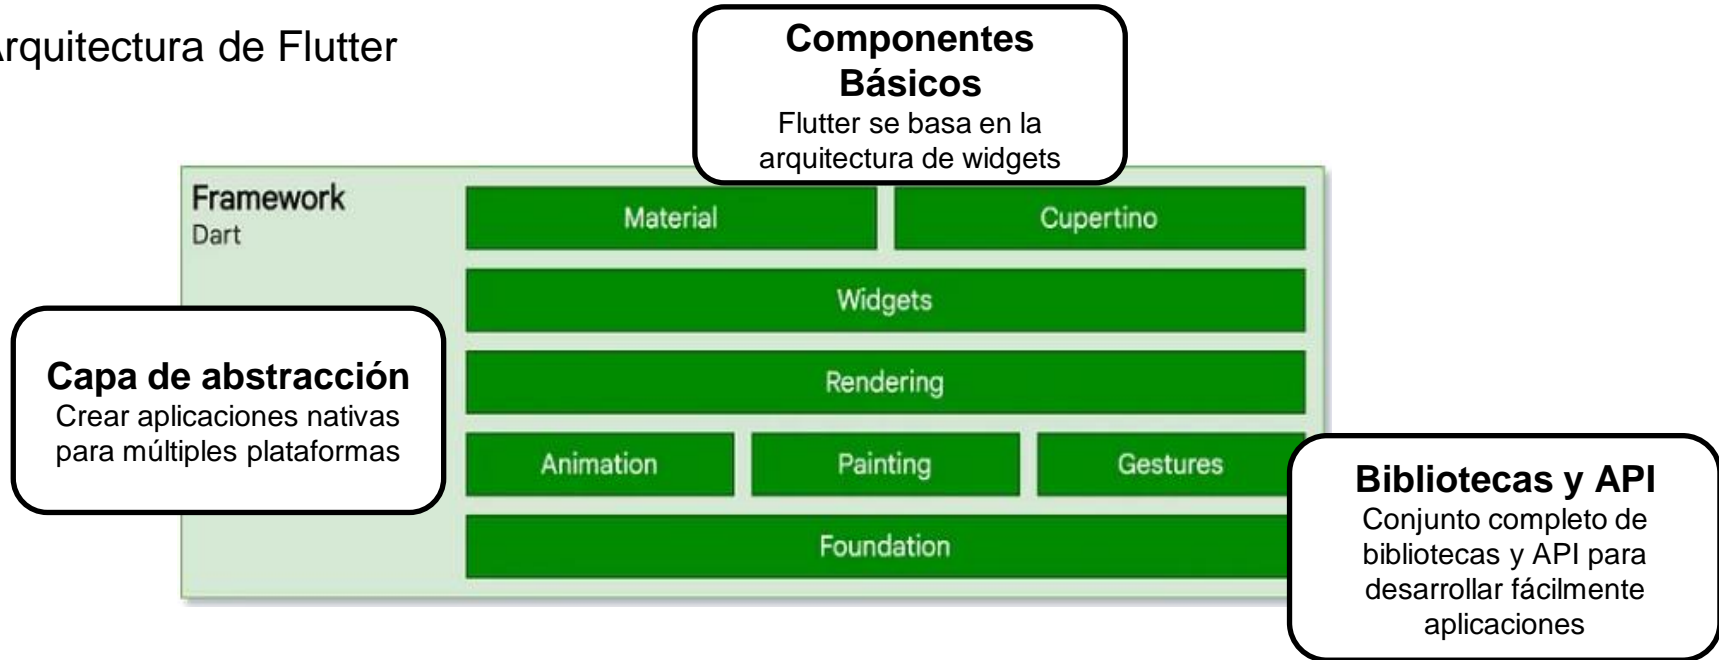 Arquitectura de Flutter
Componentes
Básicos
Flutter se basa en la
arquitectura de widgets
Framework
Dart
Material
Cupertino
Widgets
Rendering
Animation
Painting
Gestures
Foundation
Capa de abstracción
Crear aplicaciones nativas
para múltiples plataformas
Bibliotecas y API
Conjunto completo de
bibliotecas y API para
desarrollar fácilmente
aplicaciones